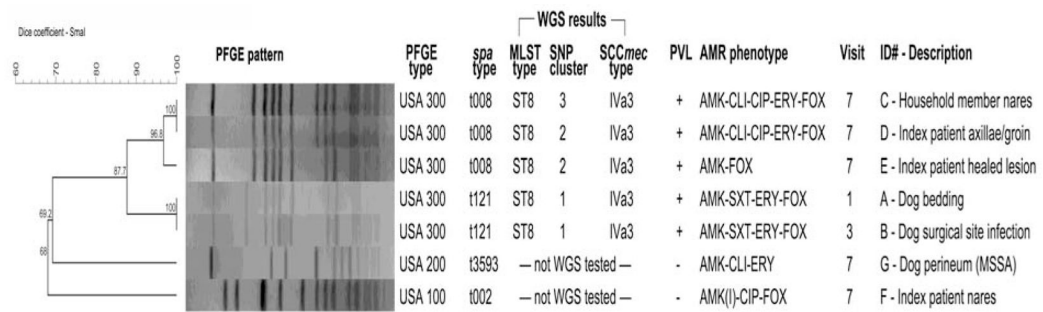 WGS results
Dice coefficient - SmaI
PFGE pattern PFGE type spa type MLST type SNP cluster SCCmec type PVL AMR phenotype Visit ID# - Description
60 70 80 90 100
100 USA 300 t008 ST8 3 IVa3 + AMK-CLI-CIP-ERY-FOX 7 C - Household member nares
96.8 USA 300 t008 ST8 2 IVa3 + AMK-CLI-CIP-ERY-FOX 7 D - Index patient axillae/groin
USA 300 t008 ST8 2 IVa3 + AMK-FOX 7 E - Index patient healed lesion
87.7 USA 300 t121 ST8 1 IVa3 + AMK-SXT-ERY-FOX 1 A - Dog bedding
100 USA 300 t121 ST8 1 IVa3 + AMK-SXT-ERY-FOX 3 B - Dog surgical site infection
69.2 USA 200 t3593 — not WGS tested — - AMK-CLI-ERY 7 G - Dog perineum (MSSA)
68 USA 100 t002 — not WGS tested — - AMK(I)-CIP-FOX 7 F - Index patient nares